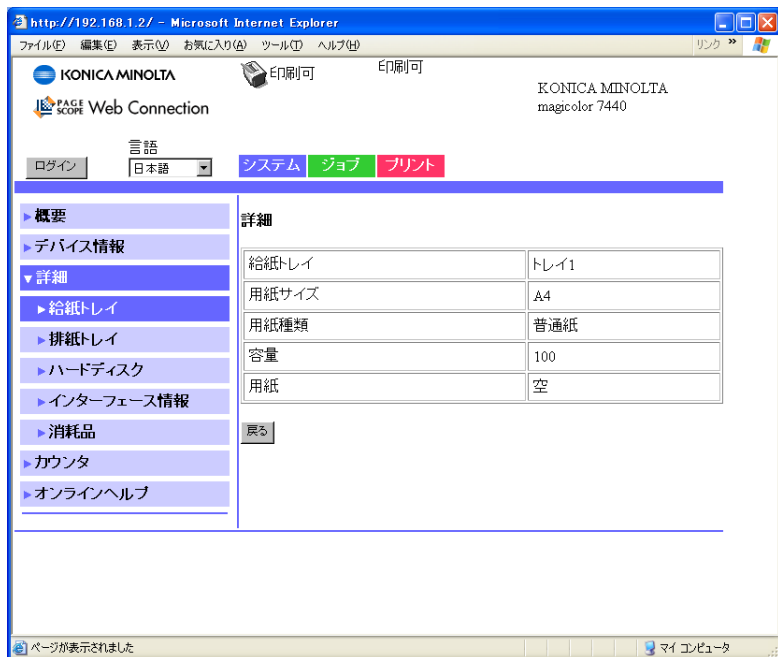 http://192.168.1.2/ - Microsoft Internet Explorer
ファイル(F) 編集(E) 表示(V) お気に入り(A) ツール(T) ヘルプ(H) リンク »
KONICA MINOLTA
印刷可
印刷可
KONICA MINOLTA
magicolor 7440
PAGE SCOPE Web Connection
ログイン
言語
日本語
システム
ジョブ
プリント
概要
デバイス情報
詳細
給紙トレイ
排紙トレイ
ハードディスク
インターフェース情報
消耗品
カウンタ
オンラインヘルプ
詳細
給紙トレイ トレイ1
用紙サイズ A4
用紙種類 普通紙
容量 100
用紙 空
戻る
ページが表示されました
マイ コンピュータ